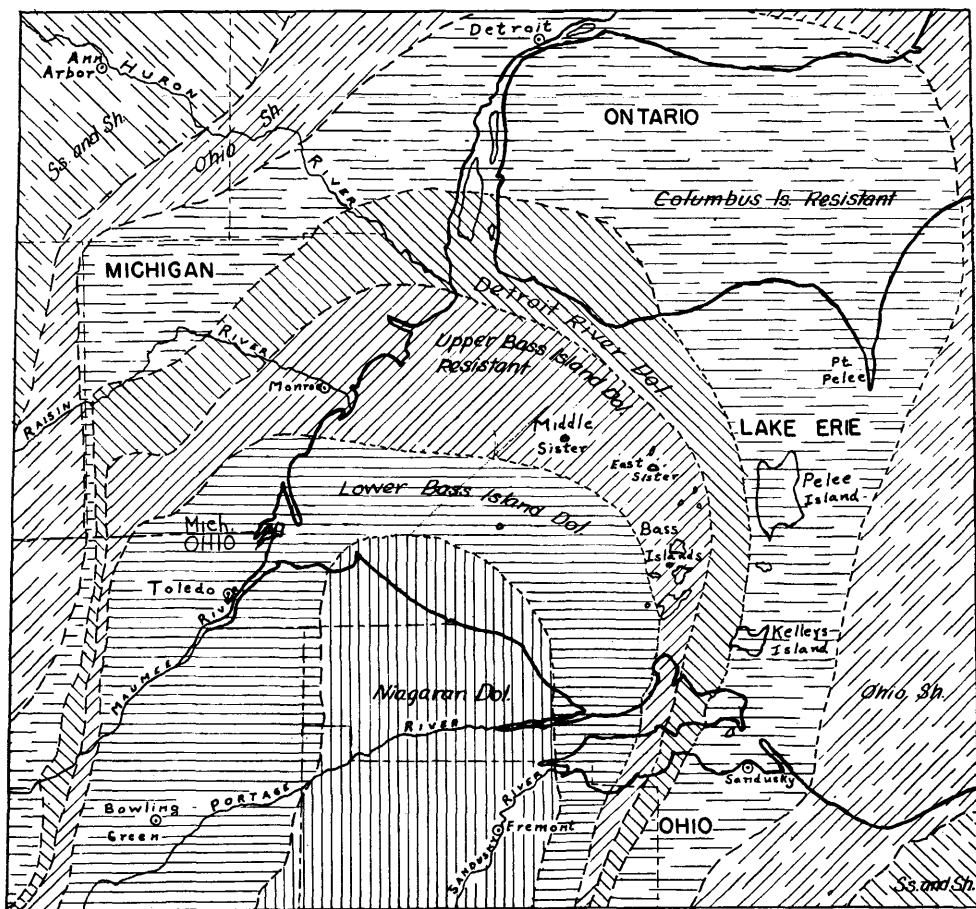 Detroit
Ann
Arbor
HURON
RIVER
Ss. and Sh.
Ohio Sh.
ONTARIO
Columbus ls. Resistant
MICHIGAN
Detroit River Dol.
Upper Bass Island Dol.
Resistant
RAISIN
RIVER
Monroe
Pt.
Pelee
LAKE ERIE
Middle
Sister
East
Sister
Pelee
Island
Lower Bass Island Dol.
Bass
Islands
Mich.
OHIO
Toledo
MAUMEE RIVER
Kelleys
Island
Niagaran Dol.
Ohio Sh.
PORTAGE RIVER
Bowling
Green
SANDUSKY RIVER
Fremont
Sandusky
OHIO
Ss. and Sh.